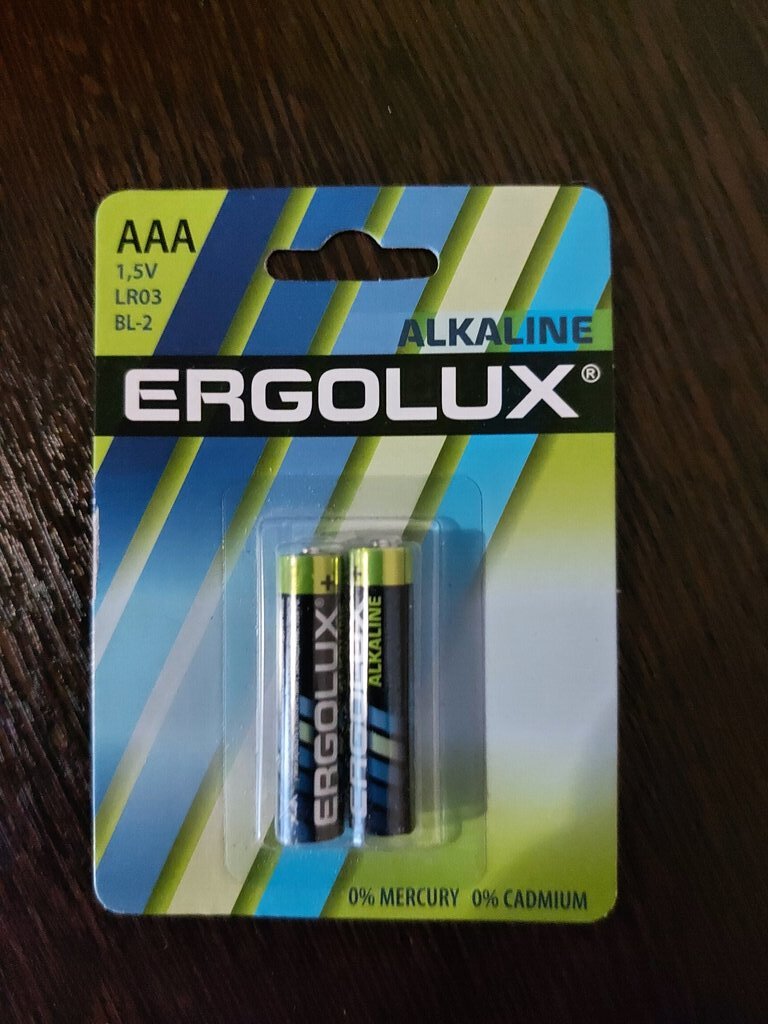 AAA
1,5V
LR03
BL-2
ALKALINE
ERGOLUX®
+
ERGOLUX®
+
ERGOLUX
ALKALINE
0% MERCURY 0% CADMIUM